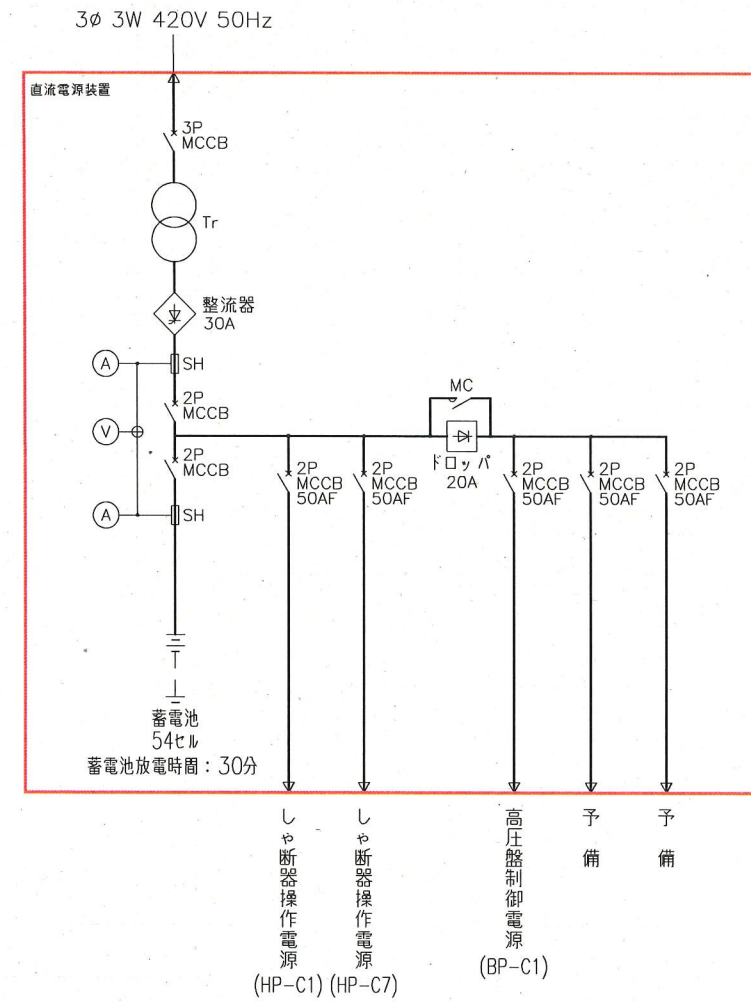 3φ 3W 420V 50Hz
直流電源装置
3P
MCCB
Tr
整流器
30A
A
SH
2P
MCCB
V
2P
MCCB
A
SH
MC
ドロッパ
20A
2P
MCCB
50AF
2P
MCCB
50AF
2P
MCCB
50AF
2P
MCCB
50AF
2P
MCCB
50AF
蓄電池
54セル
蓄電池放電時間：30分
しゃ断器操作電源
(HP-C1)
しゃ断器操作電源
(HP-C7)
高圧盤制御電源
(BP-C1)
予備
予備